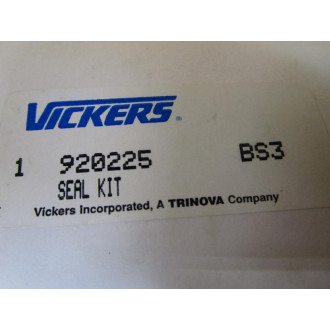 VICKERS.
1 920225 BS3
SEAL KIT
Vickers Incorporated, A TRINOVA Company